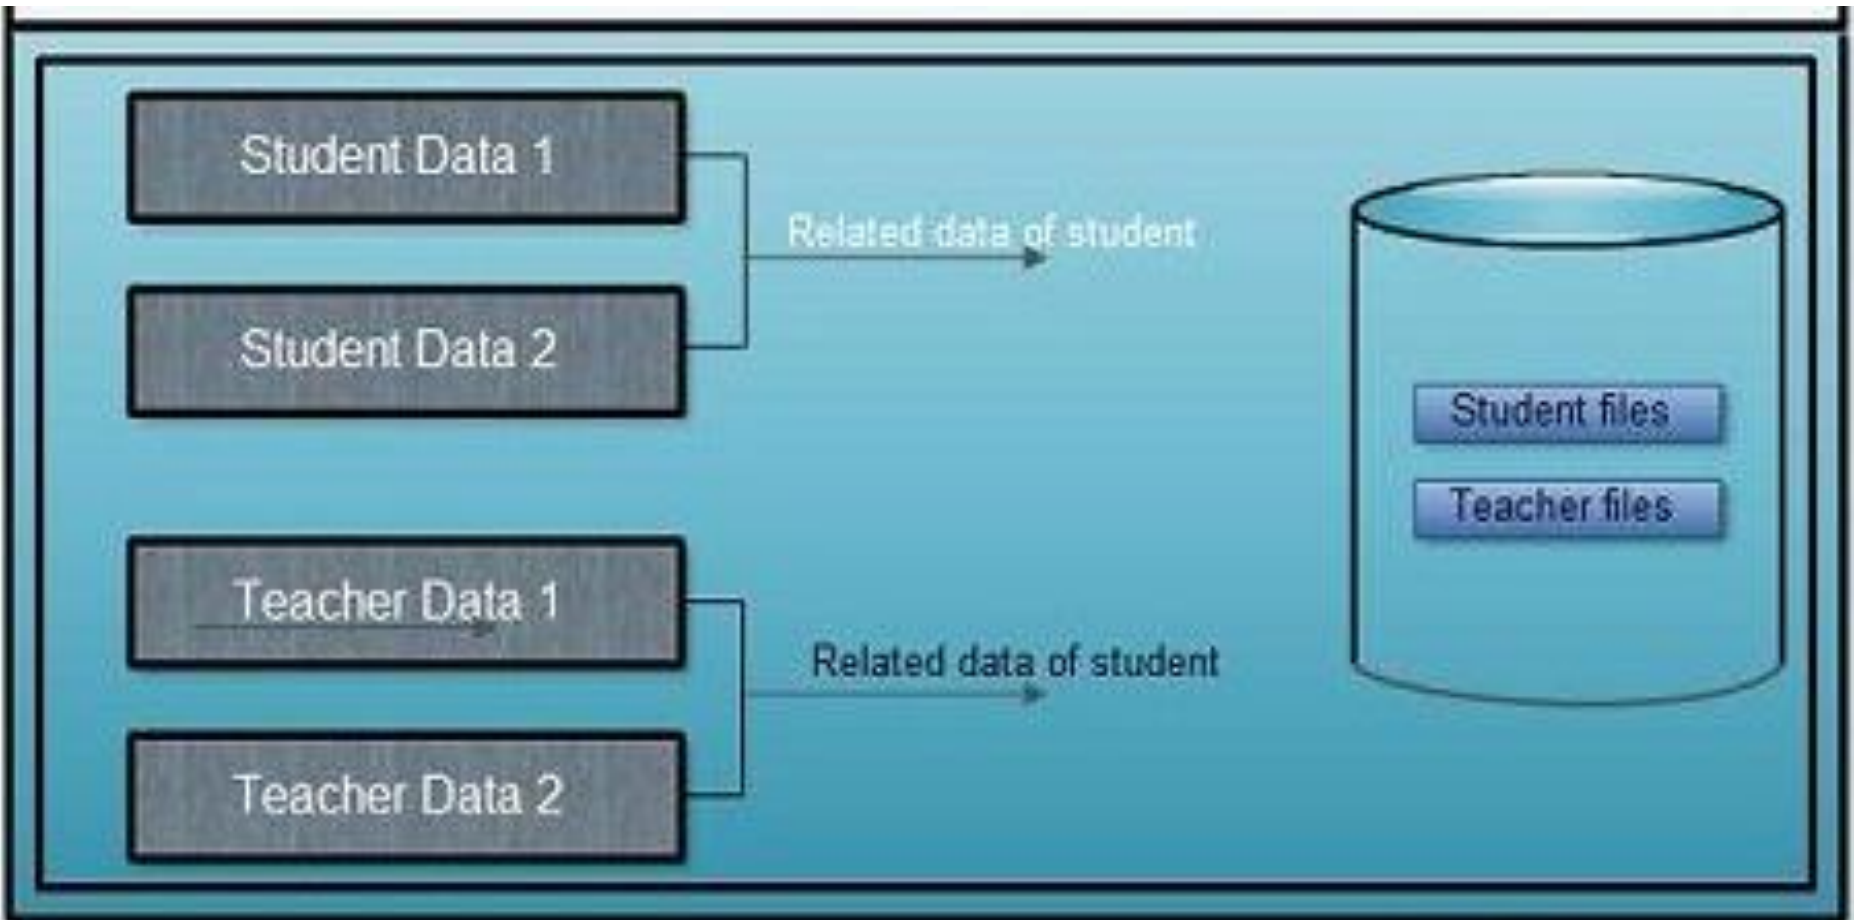 Student Data 1
Related data of student
Student Data 2
Student files
Teacher files
Teacher Data 1
Related data of student
Teacher Data 2